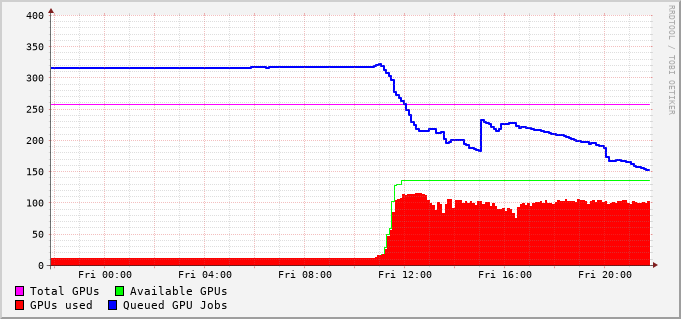 400
350
300
250
200
150
100
50
0
Fri 00:00 Fri 04:00 Fri 08:00 Fri 12:00 Fri 16:00 Fri 20:00
Total GPUs Available GPUs
GPUs used Queued GPU Jobs
RRDTOOL / TOBI OETIKER